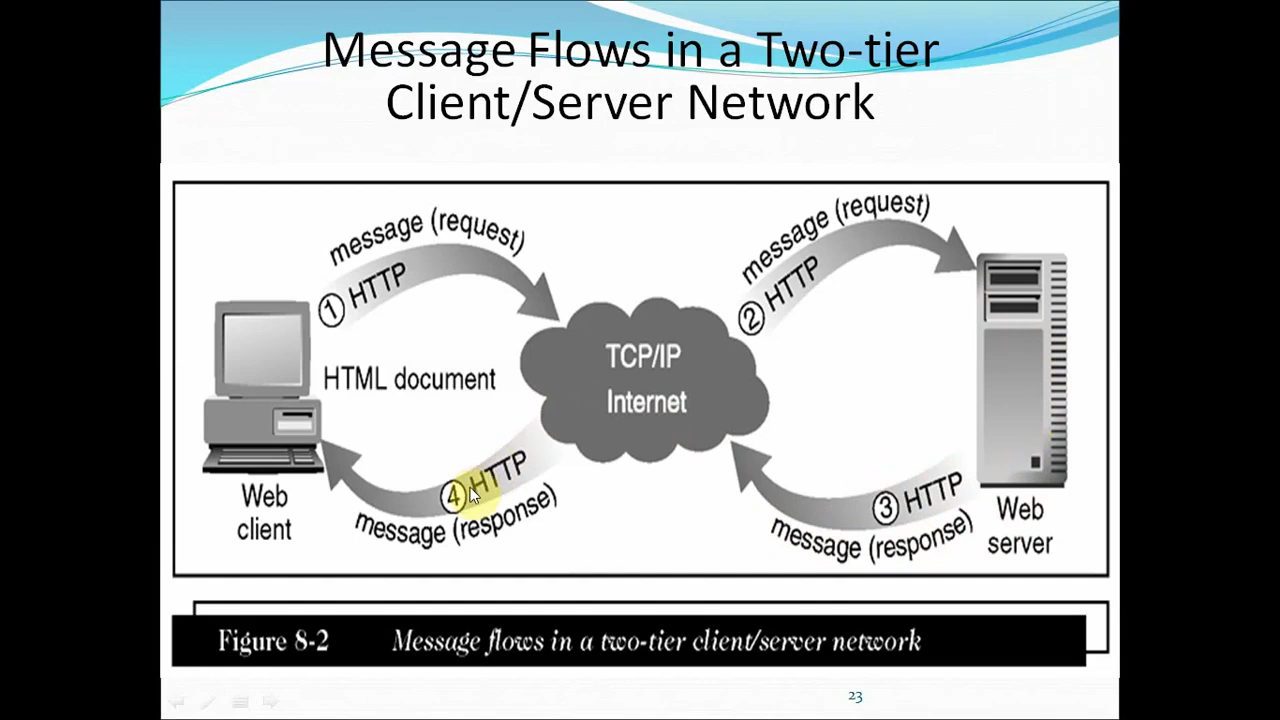 Message Flows in a Two-tier
Client/Server Network
message (request)
① HTTP
message (request)
② HTTP
TCP/IP
Internet
HTML document
④ HTTP
message (response)
③ HTTP
message (response)
Web
client
Web
server
Figure 8-2 Message flows in a two-tier client/server network
23